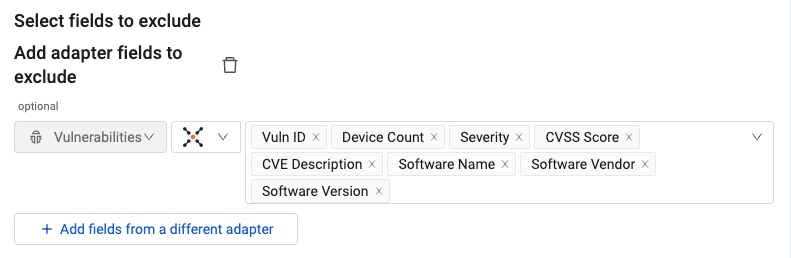 Select fields to exclude
Add adapter fields to
exclude
optional
Vulnerabilities
Vuln ID × Device Count × Severity × CVSS Score ×
CVE Description × Software Name × Software Vendor ×
Software Version ×
+ Add fields from a different adapter